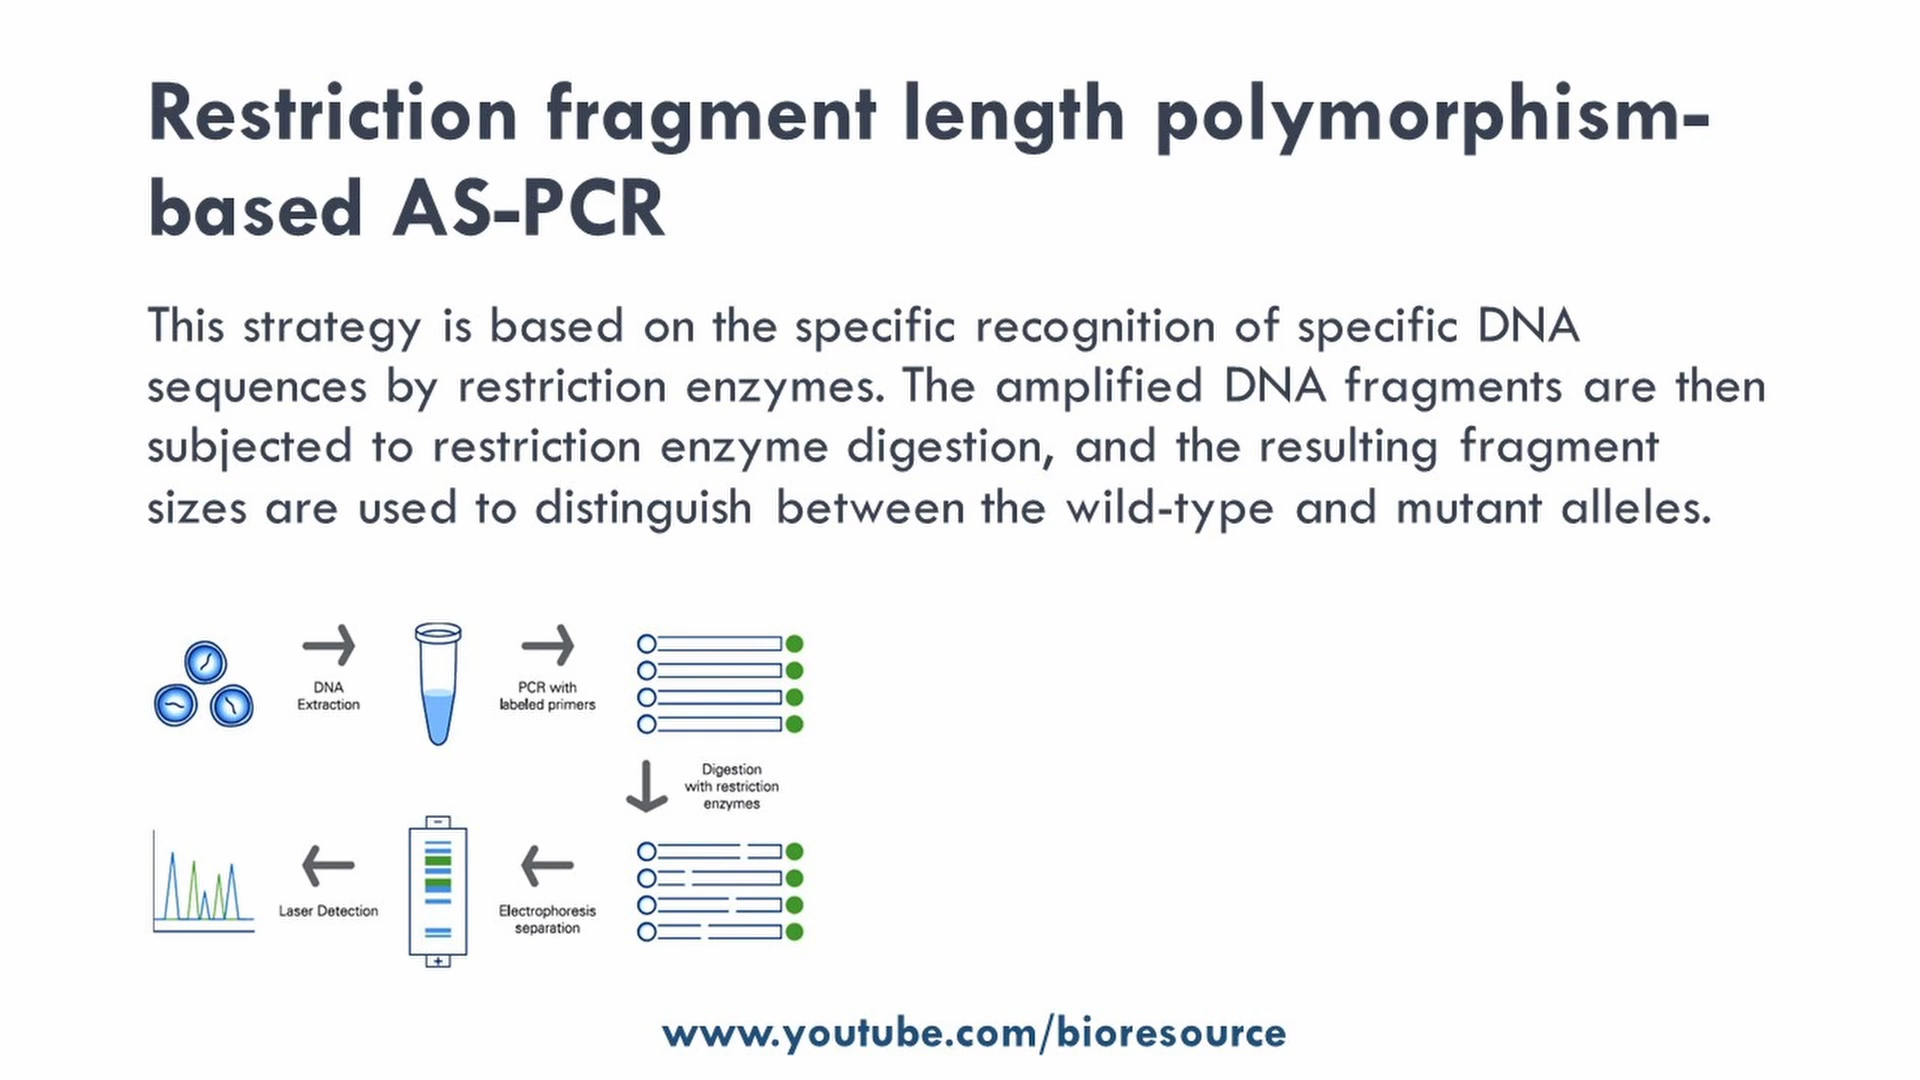 Restriction fragment length polymorphism-
based AS-PCR
This strategy is based on the specific recognition of specific DNA
sequences by restriction enzymes. The amplified DNA fragments are then
subjected to restriction enzyme digestion, and the resulting fragment
sizes are used to distinguish between the wild-type and mutant alleles.
DNA
Extraction
PCR with
labeled primers
Digestion
with restriction
enzymes
Electrophoresis
separation
Laser Detection
−
+
www.youtube.com/bioresource